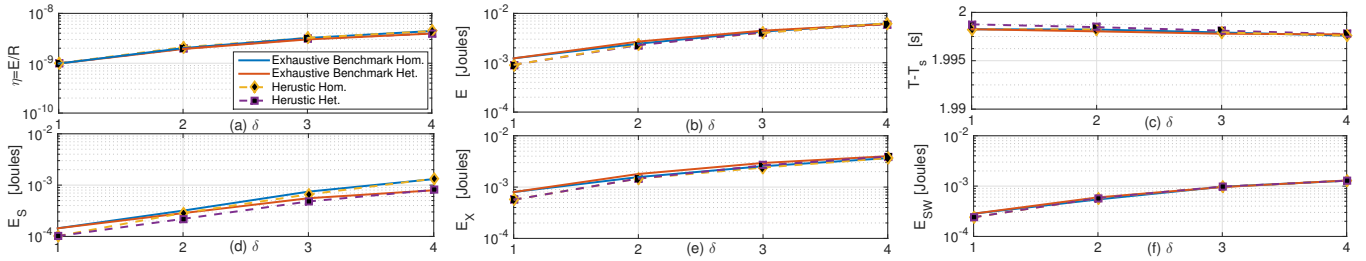 η=E/R
10^-8
10^-9
10^-10
1
2
3
4
(a) δ
Exhaustive Benchmark Hom.
Exhaustive Benchmark Het.
Herustic Hom.
Herustic Het.
E [Joules]
10^-2
10^-3
10^-4
1
2
3
4
(b) δ
T-T_s [s]
2
1.995
1.99
1
2
3
4
(c) δ
E_S [Joules]
10^-2
10^-3
10^-4
1
2
3
4
(d) δ
E_X [Joules]
10^-2
10^-3
10^-4
1
2
3
4
(e) δ
E_SW [Joules]
10^-2
10^-3
10^-4
1
2
3
4
(f) δ